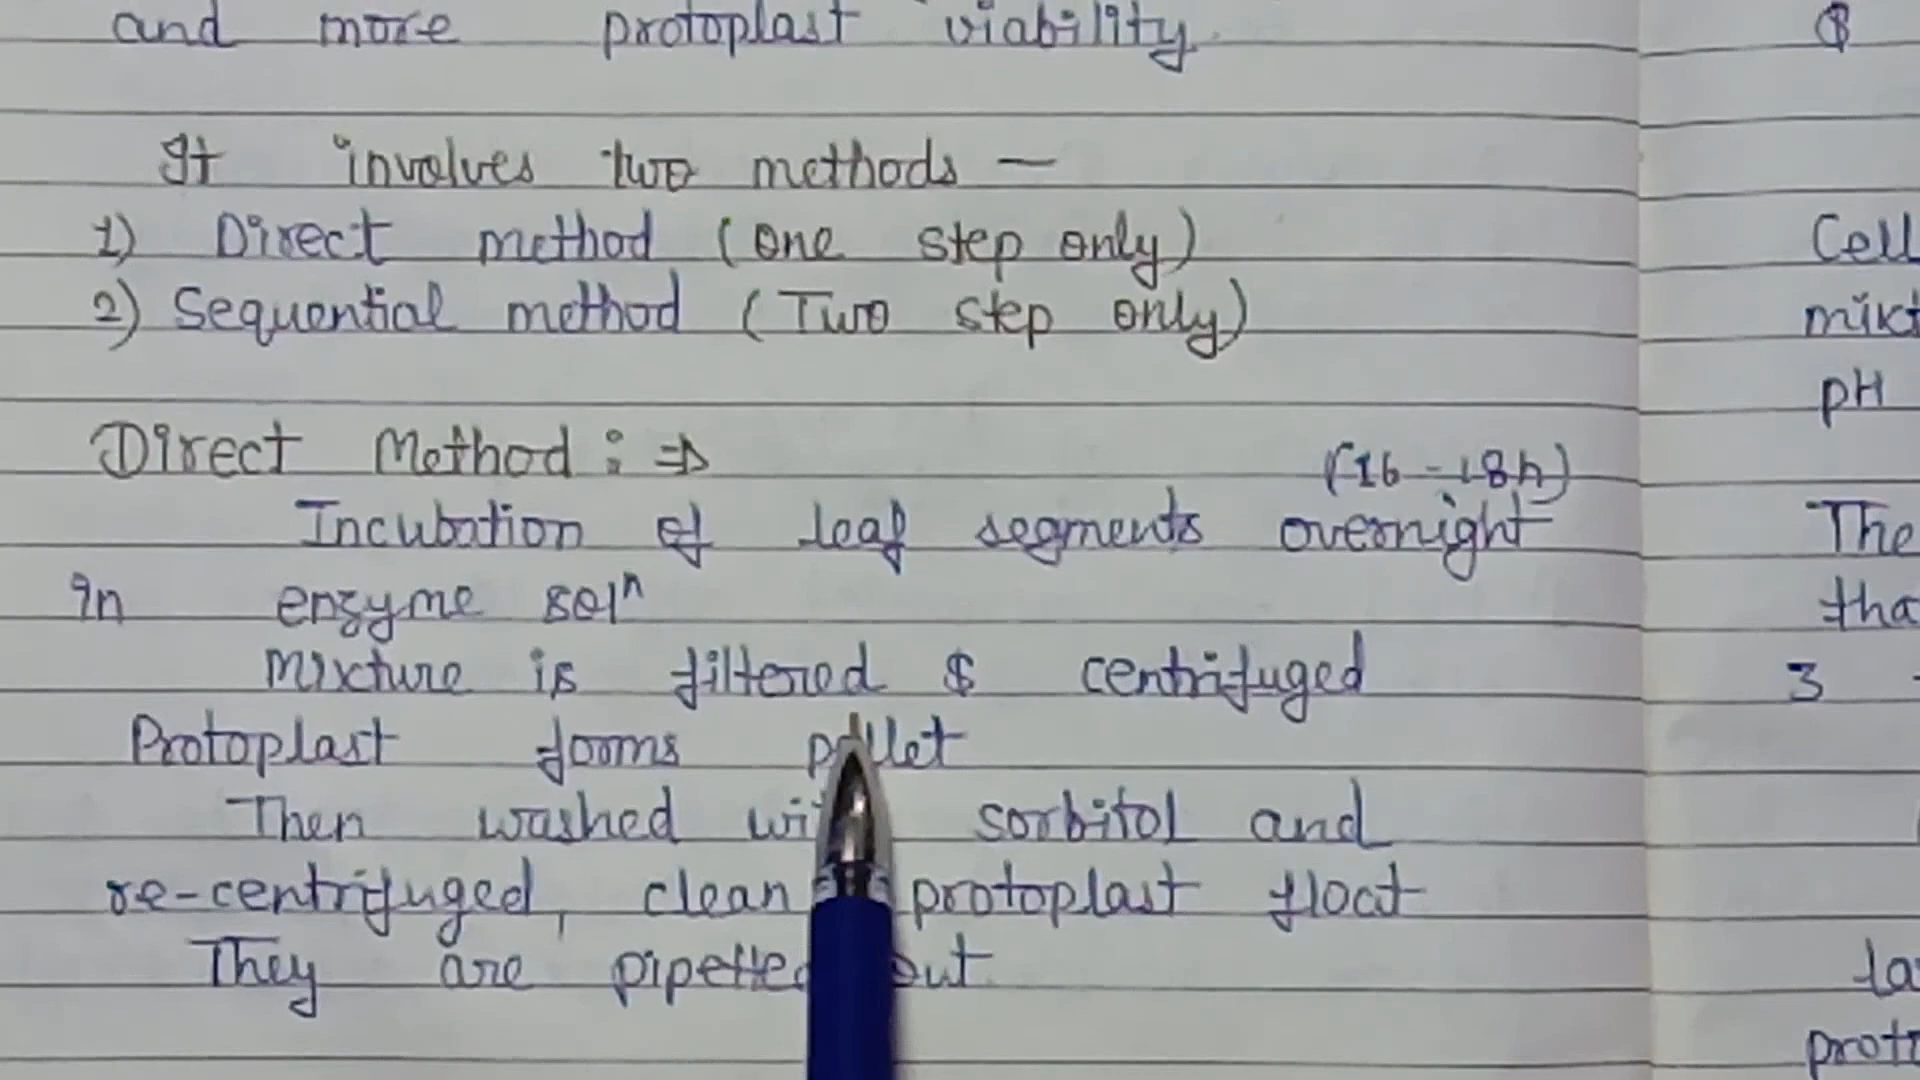 and more protoplast viability.
It involves two methods —
1) Direct method (one step only)
2) Sequential method (Two step only)
Direct Method : ⇒
(16 - 18h)
Incubation of leaf segments overnight
in enzyme solⁿ
Mixture is filtered $ centrifuged
Protoplast forms pellet
Then washed with sorbitol and
re-centrifuged, clean protoplast float
They are pipetted out
$
Cell
pH
The
3